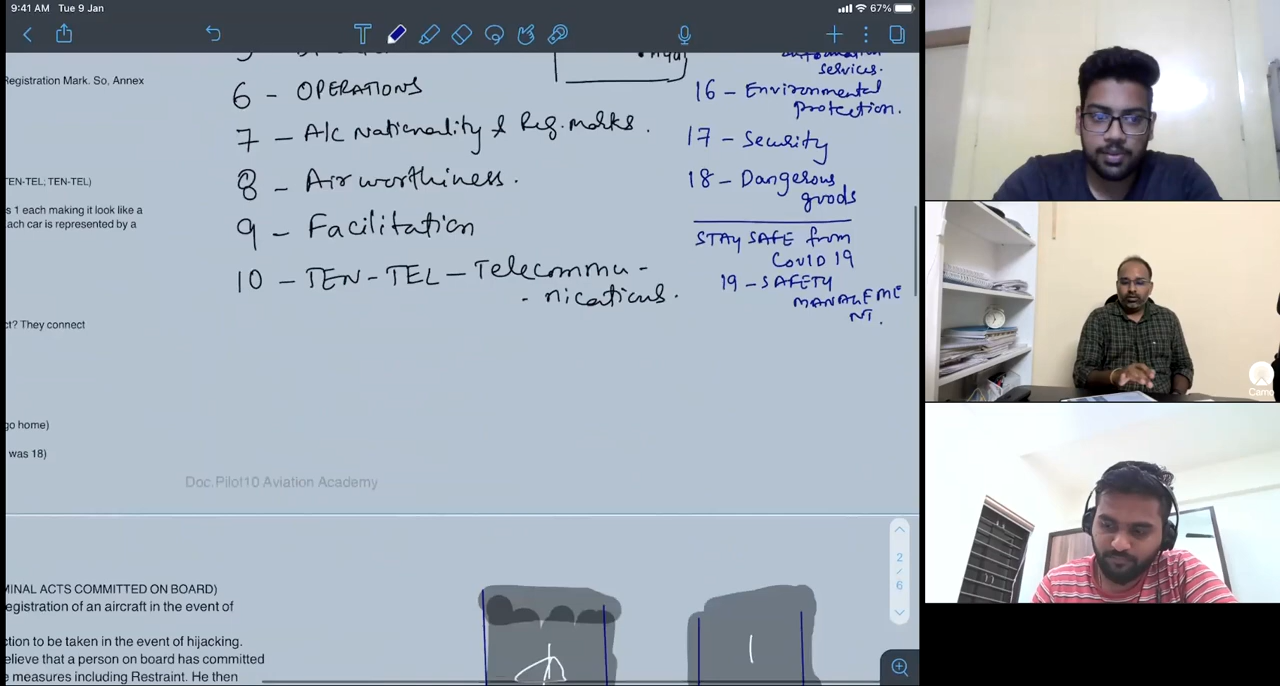 9:41 AM Tue 9 Jan
67%
Registration Mark. So, Annex
TEN-TEL; TEN-TEL)
s 1 each making it look like a
ach car is represented by a
ct? They connect
go home)
was 18)
6 - OPERATIONS
7 - A/c Nationality & Reg. marks.
8 - Airworthiness.
9 - Facilitation
10 - TEN-TEL - Telecommu -
- nications.
services.
16 - Environmental
protection.
17 - Security
18 - Dangerous
goods
STAY SAFE from
COVID 19
19 - SAFETY
MANAGEME
NT.
Doc.Pilot10 Aviation Academy
2
/
6
MINAL ACTS COMMITTED ON BOARD)
egistration of an aircraft in the event of
ction to be taken in the event of hijacking.
elieve that a person on board has committed
e measures including Restraint. He then
Camo